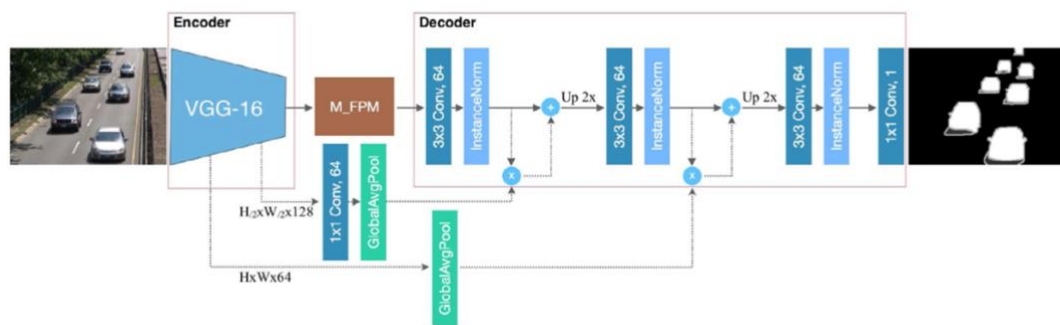 Encoder
Decoder
VGG-16
M_FPM
3x3 Conv, 64
InstanceNorm
+
Up 2x
3x3 Conv, 64
InstanceNorm
+
Up 2x
3x3 Conv, 64
InstanceNorm
1x1 Conv, 1
x
x
H/2xW/2x128
1x1 Conv, 64
GlobalAvgPool
HxWx64
GlobalAvgPool